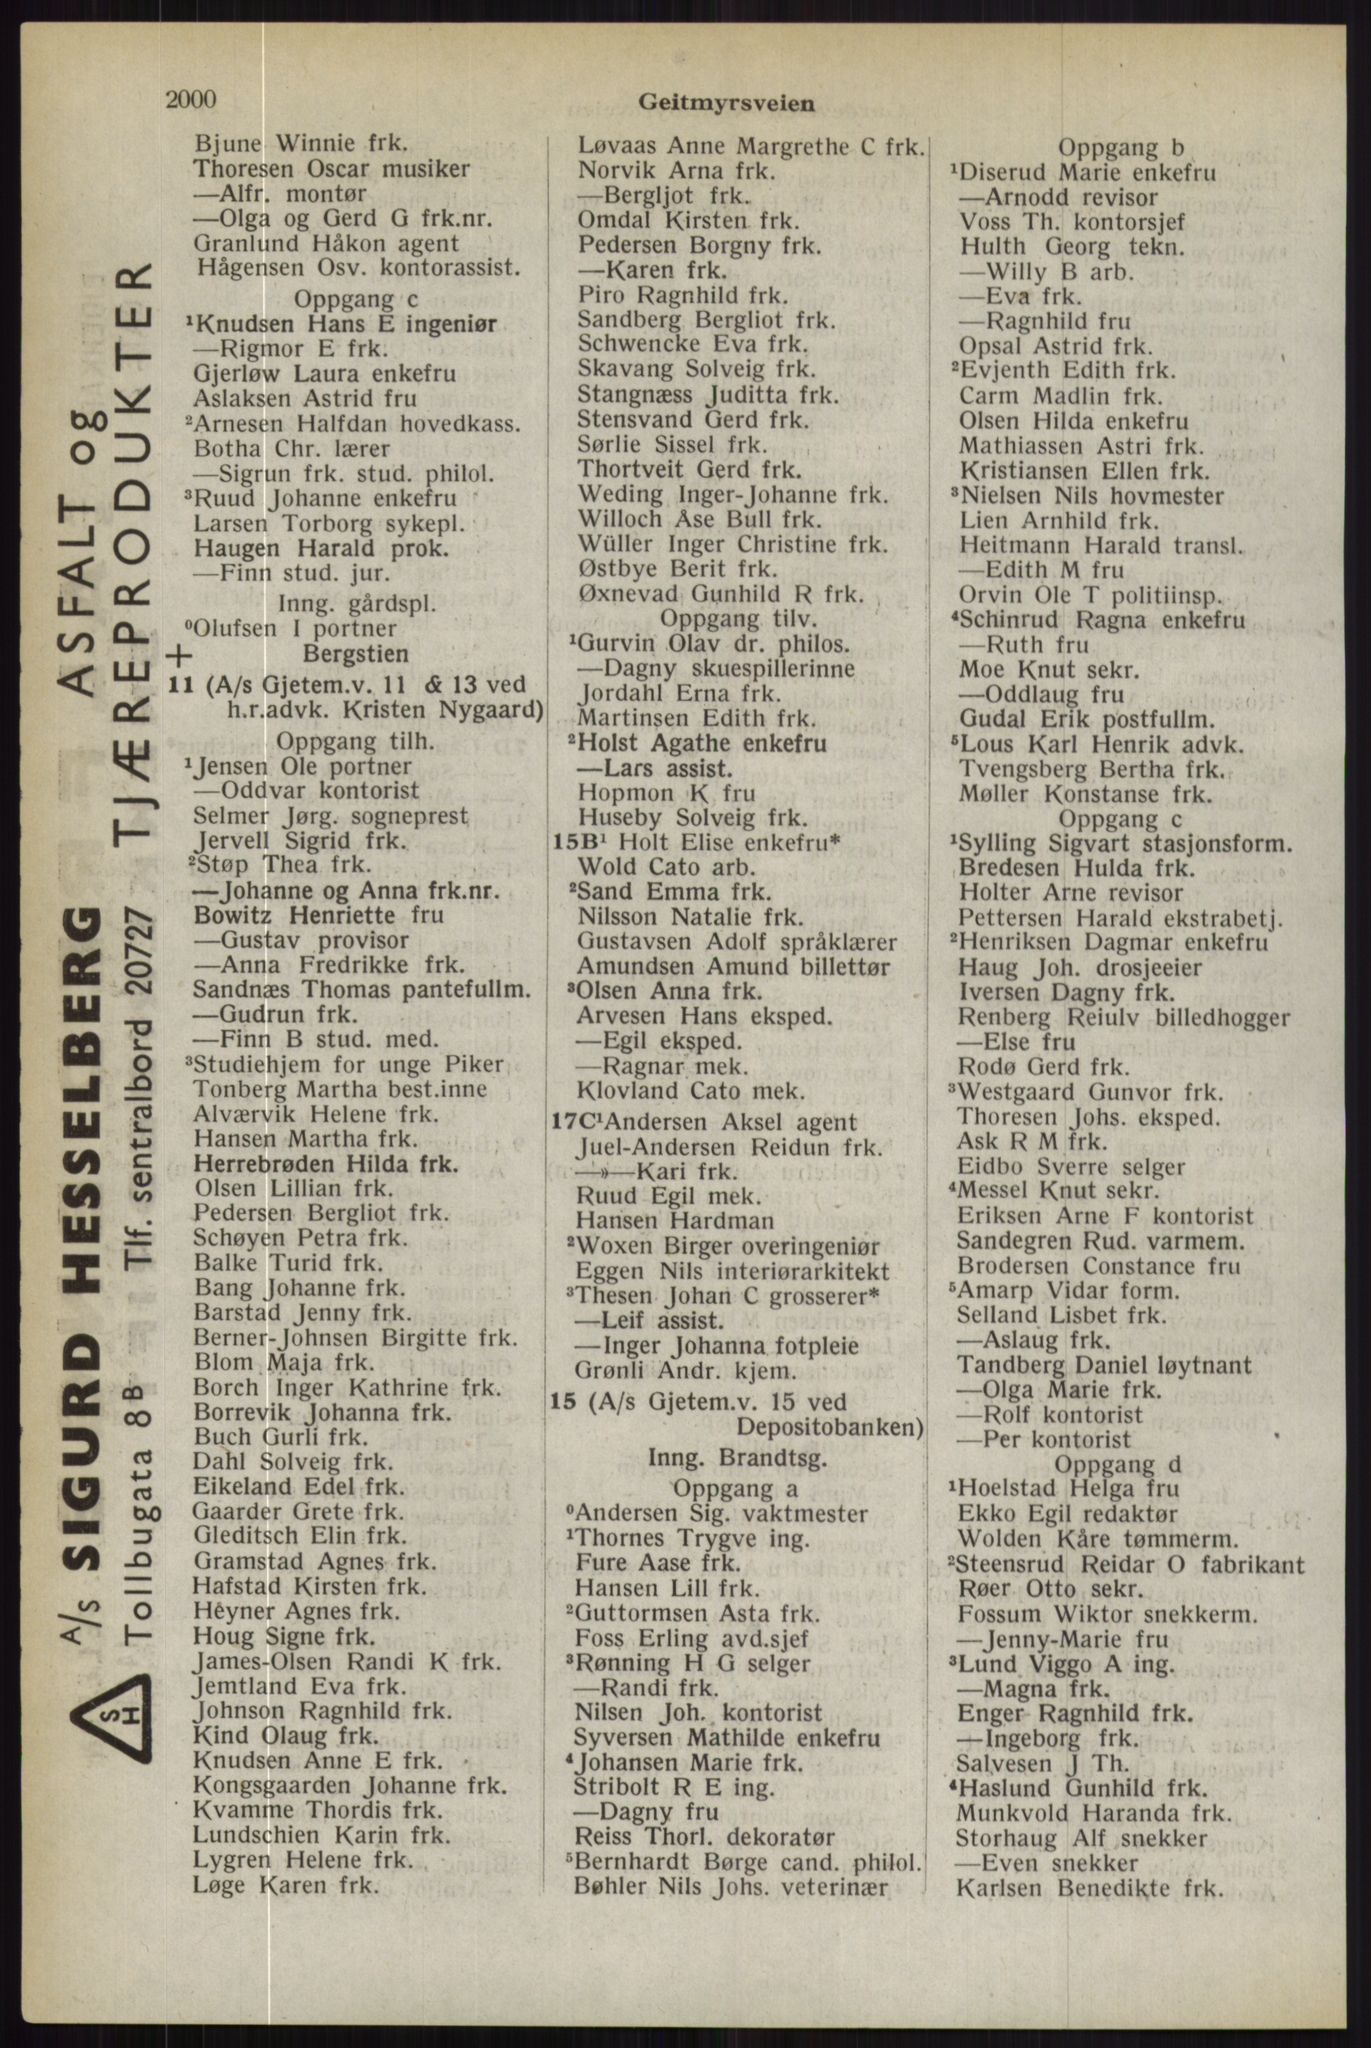 2000
Geitmyrsveien
A/s SIGURD HESSELBERG
Tollbugata 8B Tlf. sentralbord 20727
ASFALT og
TJÆREPRODUKTER
SH
Bjune Winnie frk.
Thoresen Oscar musiker
—Alfr. montør
—Olga og Gerd G frk.nr.
Granlund Håkon agent
Hågensen Osv. kontorassist.
Oppgang c
¹Knudsen Hans E ingeniør
—Rigmor E frk.
Gjerløw Laura enkefru
Aslaksen Astrid fru
²Arnesen Halfdan hovedkass.
Botha Chr. lærer
—Sigrun frk. stud. philol.
³Ruud Johanne enkefru
Larsen Torborg sykepl.
Haugen Harald prok.
—Finn stud. jur.
Inng. gårdspl.
⁰Olufsen I portner
+
Bergstien
11 (A/s Gjetem.v. 11 & 13 ved
h.r.advk. Kristen Nygaard)
Oppgang tilh.
¹Jensen Ole portner
—Oddvar kontorist
Selmer Jørg. sogneprest
Jervell Sigrid frk.
²Støp Thea frk.
—Johanne og Anna frk.nr.
Bowitz Henriette fru
—Gustav provisor
—Anna Fredrikke frk.
Sandnæs Thomas pantefullm.
—Gudrun frk.
—Finn B stud. med.
³Studiehjem for unge Piker
Tonberg Martha best.inne
Alværvik Helene frk.
Hansen Martha frk.
Herrebrøden Hilda frk.
Olsen Lillian frk.
Pedersen Bergliot frk.
Schøyen Petra frk.
Balke Turid frk.
Bang Johanne frk.
Barstad Jenny frk.
Berner-Johnsen Birgitte frk.
Blom Maja frk.
Borch Inger Kathrine frk.
Borrevik Johanna frk.
Buch Gurli frk.
Dahl Solveig frk.
Eikeland Edel frk.
Gaarder Grete frk.
Gleditsch Elin frk.
Gramstad Agnes frk.
Hafstad Kirsten frk.
Hêyner Agnes frk.
Houg Signe frk.
James-Olsen Randi K frk.
Jemtland Eva frk.
Johnson Ragnhild frk.
Kind Olaug frk.
Knudsen Anne E frk.
Kongsgaarden Johanne frk.
Kvamme Thordis frk.
Lundschien Karin frk.
Lygren Helene frk.
Løge Karen frk.
Løvaas Anne Margrethe C frk.
Norvik Arna frk.
—Bergljot frk.
Omdal Kirsten frk.
Pedersen Borgny frk.
—Karen frk.
Piro Ragnhild frk.
Sandberg Bergliot frk.
Schwencke Eva frk.
Skavang Solveig frk.
Stangnæss Juditta frk.
Stensvand Gerd frk.
Sørlie Sissel frk.
Thortveit Gerd frk.
Weding Inger-Johanne frk.
Willoch Åse Bull frk.
Wüller Inger Christine frk.
Østbye Berit frk.
Øxnevad Gunhild R frk.
Oppgang tilv.
¹Gurvin Olav dr. philos.
—Dagny skuespillerinne
Jordahl Erna frk.
Martinsen Edith frk.
²Holst Agathe enkefru
—Lars assist.
Hopmon K fru
Huseby Solveig frk.
15B¹ Holt Elise enkefru*
Wold Cato arb.
²Sand Emma frk.
Nilsson Natalie frk.
Gustavsen Adolf språklærer
Amundsen Amund billettør
³Olsen Anna frk.
Arvesen Hans eksped.
—Egil eksped.
—Ragnar mek.
Klovland Cato mek.
17C¹Andersen Aksel agent
Juel-Andersen Reidun frk.
—»—Kari frk.
Ruud Egil mek.
Hansen Hardman
²Woxen Birger overingeniør
Eggen Nils interiørarkitekt
³Thesen Johan C grosserer*
—Leif assist.
—Inger Johanna fotpleie
Grønli Andr. kjem.
15 (A/s Gjetem.v. 15 ved
Depositobanken)
Inng. Brandtsg.
Oppgang a
⁰Andersen Sig. vaktmester
¹Thornes Trygve ing.
Fure Aase frk.
Hansen Lill frk.
²Guttormsen Asta frk.
Foss Erling avd.sjef
³Rønning H G selger
—Randi frk.
Nilsen Joh. kontorist
Syversen Mathilde enkefru
⁴Johansen Marie frk.
Stribolt R E ing.
—Dagny fru
Reiss Thorl. dekoratør
⁵Bernhardt Børge cand. philol.
Bøhler Nils Johs. veterinær
Oppgang b
¹Diserud Marie enkefru
—Arnodd revisor
Voss Th. kontorsjef
Hulth Georg tekn.
—Willy B arb.
—Eva frk.
—Ragnhild fru
Opsal Astrid frk.
²Evjenth Edith frk.
Carm Madlin frk.
Olsen Hilda enkefru
Mathiassen Astri frk.
Kristiansen Ellen frk.
³Nielsen Nils hovmester
Lien Arnhild frk.
Heitmann Harald transl.
—Edith M fru
Orvin Ole T politiinsp.
⁴Schinrud Ragna enkefru
—Ruth fru
Moe Knut sekr.
—Oddlaug fru
Gudal Erik postfullm.
⁵Lous Karl Henrik advk.
Tvengsberg Bertha frk.
Møller Konstanse frk.
Oppgang c
¹Sylling Sigvart stasjonsform.
Bredesen Hulda frk.
Holter Arne revisor
Pettersen Harald ekstrabetj.
²Henriksen Dagmar enkefru
Haug Joh. drosjeeier
Iversen Dagny frk.
Renberg Reiulv billedhogger
—Else fru
Rodø Gerd frk.
³Westgaard Gunvor frk.
Thoresen Johs. eksped.
Ask R M frk.
Eidbo Sverre selger
⁴Messel Knut sekr.
Eriksen Arne F kontorist
Sandegren Rud. varmem.
Brodersen Constance fru
⁵Amarp Vidar form.
Selland Lisbet frk.
—Aslaug frk.
Tandberg Daniel løytnant
—Olga Marie frk.
—Rolf kontorist
—Per kontorist
Oppgang d
¹Hoelstad Helga fru
Ekko Egil redaktør
Wolden Kåre tømmerm.
²Steensrud Reidar O fabrikant
Røer Otto sekr.
Fossum Wiktor snekkerm.
—Jenny-Marie fru
³Lund Viggo A ing.
—Magna frk.
Enger Ragnhild frk.
—Ingeborg frk.
Salvesen J Th.
⁴Haslund Gunhild frk.
Munkvold Haranda frk.
Storhaug Alf snekker
—Even snekker
Karlsen Benedikte frk.